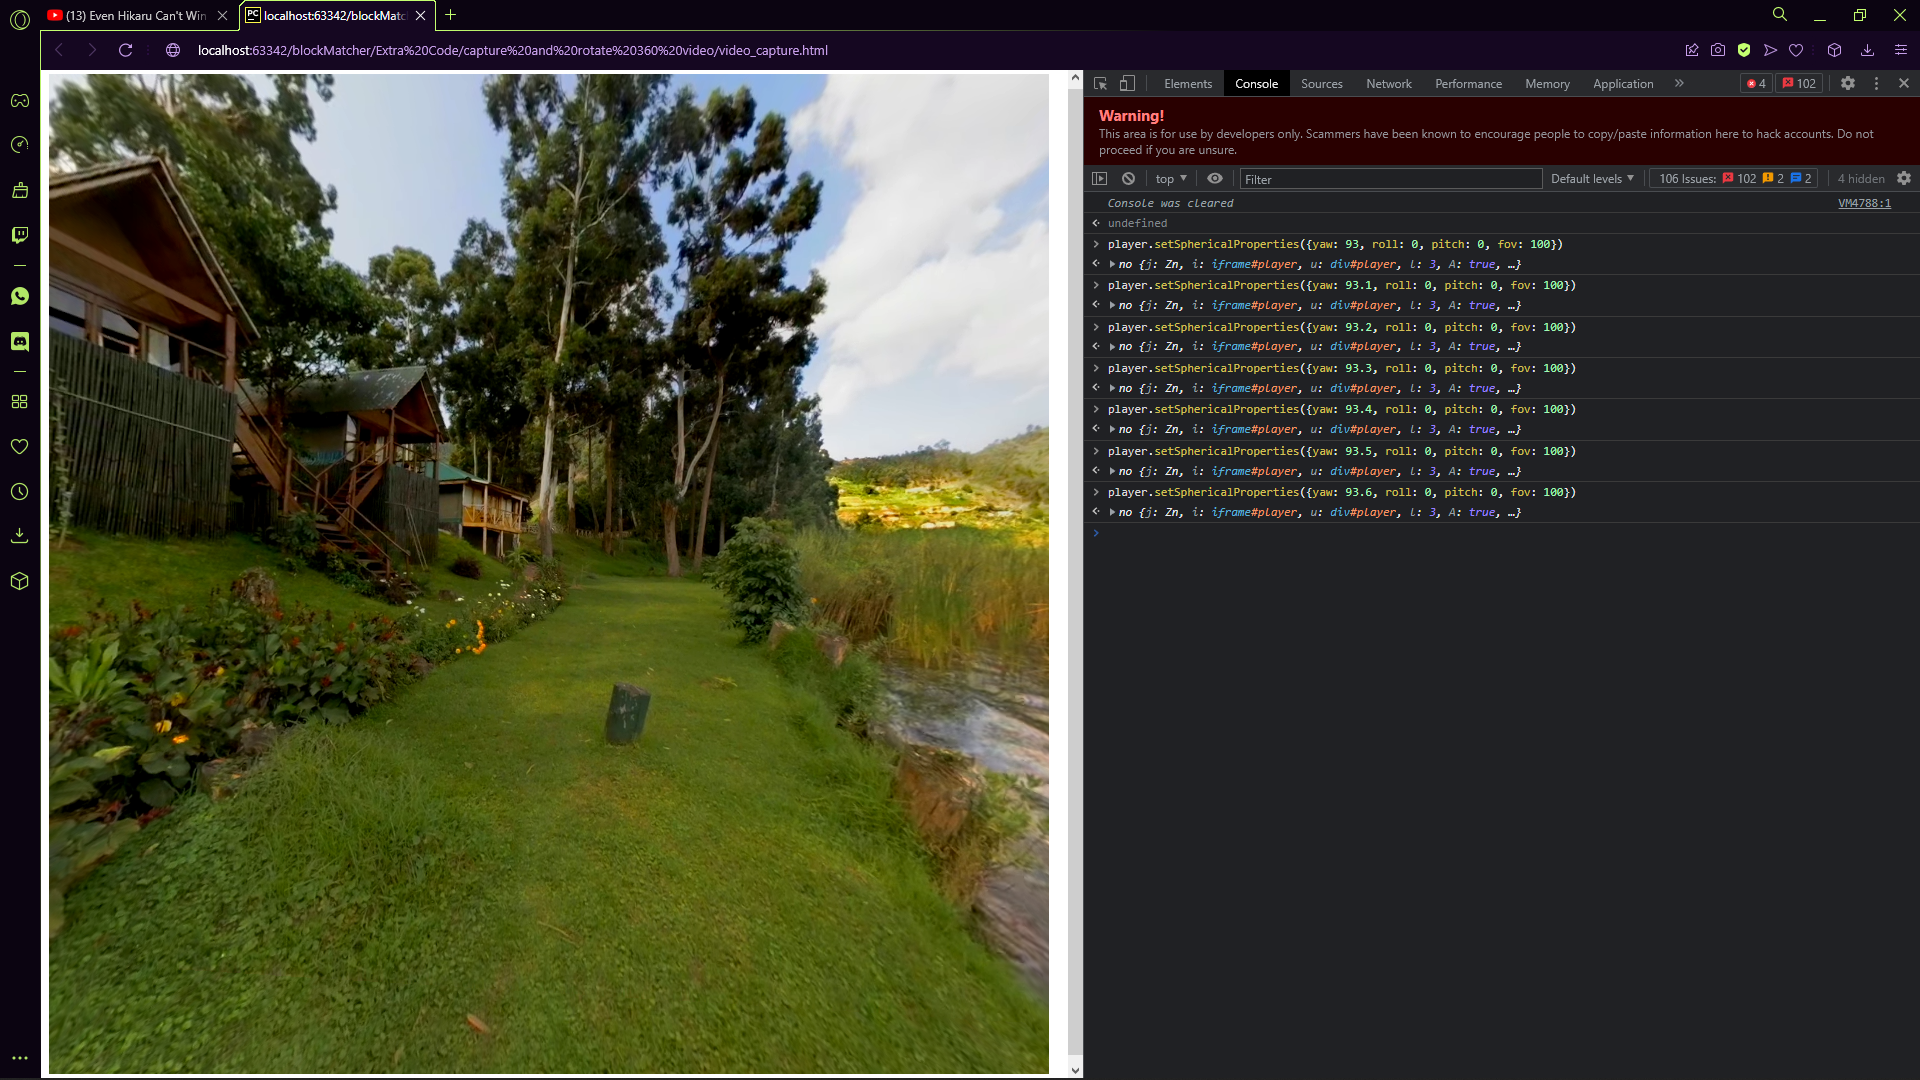 (13) Even Hikaru Can't Win
PC localhost:63342/blockMatc
localhost:63342/blockMatcher/Extra%20Code/capture%20and%20rotate%20360%20video/video_capture.html
Elements Console Sources Network Performance Memory Application » 4 102
Warning!
This area is for use by developers only. Scammers have been known to encourage people to copy/paste information here to hack accounts. Do not
proceed if you are unsure.
top Filter Default levels 106 Issues: 102 2 2 4 hidden
Console was cleared VM4788:1
undefined
player.setSphericalProperties({yaw: 93, roll: 0, pitch: 0, fov: 100})
no {j: Zn, i: iframe#player, u: div#player, l: 3, A: true, …}
player.setSphericalProperties({yaw: 93.1, roll: 0, pitch: 0, fov: 100})
no {j: Zn, i: iframe#player, u: div#player, l: 3, A: true, …}
player.setSphericalProperties({yaw: 93.2, roll: 0, pitch: 0, fov: 100})
no {j: Zn, i: iframe#player, u: div#player, l: 3, A: true, …}
player.setSphericalProperties({yaw: 93.3, roll: 0, pitch: 0, fov: 100})
no {j: Zn, i: iframe#player, u: div#player, l: 3, A: true, …}
player.setSphericalProperties({yaw: 93.4, roll: 0, pitch: 0, fov: 100})
no {j: Zn, i: iframe#player, u: div#player, l: 3, A: true, …}
player.setSphericalProperties({yaw: 93.5, roll: 0, pitch: 0, fov: 100})
no {j: Zn, i: iframe#player, u: div#player, l: 3, A: true, …}
player.setSphericalProperties({yaw: 93.6, roll: 0, pitch: 0, fov: 100})
no {j: Zn, i: iframe#player, u: div#player, l: 3, A: true, …}